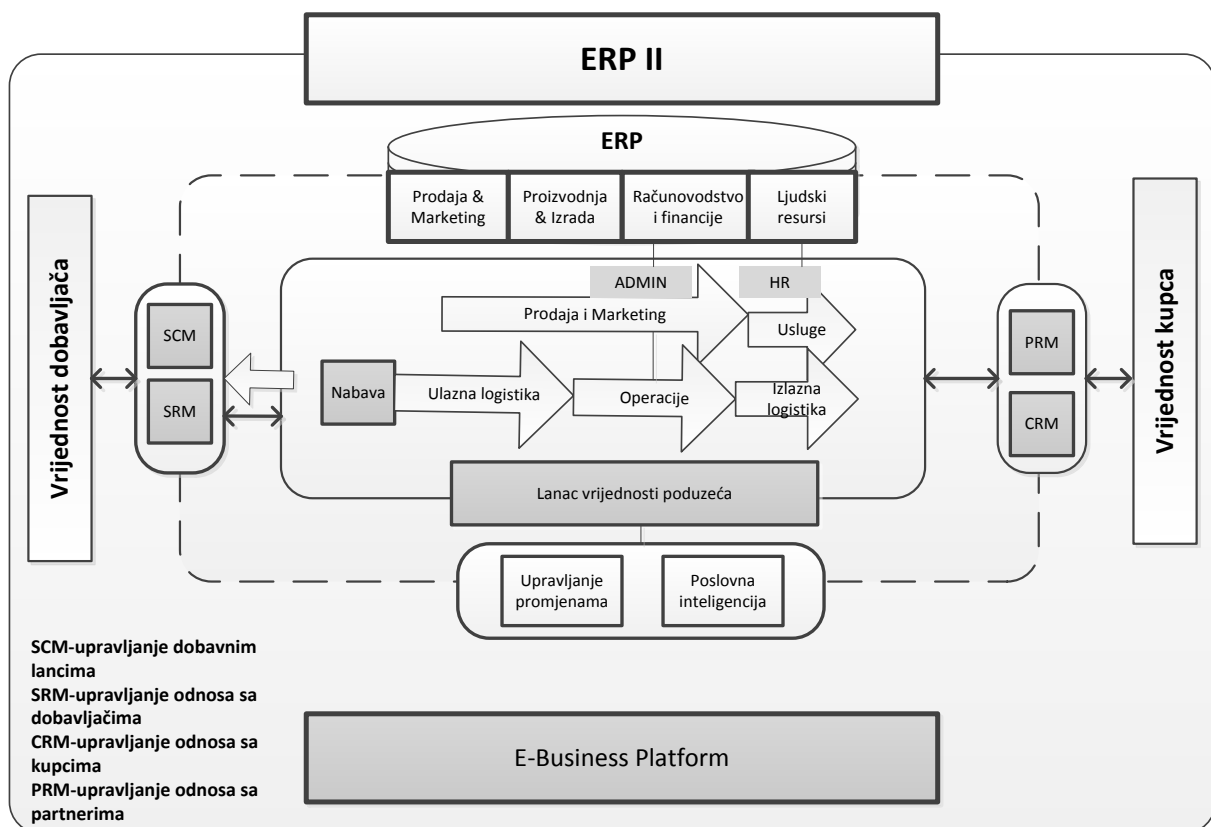 ERP II
ERP
Prodaja &
Marketing
Proizvodnja
& Izrada
Računovodstvo
i financije
Ljudski
resursi
ADMIN
HR
Prodaja i Marketing
Usluge
Vrijednost dobavljača
SCM
SRM
Nabava
Ulazna logistika
Operacije
Izlazna
logistika
PRM
CRM
Vrijednost kupca
Lanac vrijednosti poduzeća
Upravljanje
promjenama
Poslovna
inteligencija
SCM-upravljanje dobavnim
lancima
SRM-upravljanje odnosa sa
dobavljačima
CRM-upravljanje odnosa sa
kupcima
PRM-upravljanje odnosa sa
partnerima
E-Business Platform